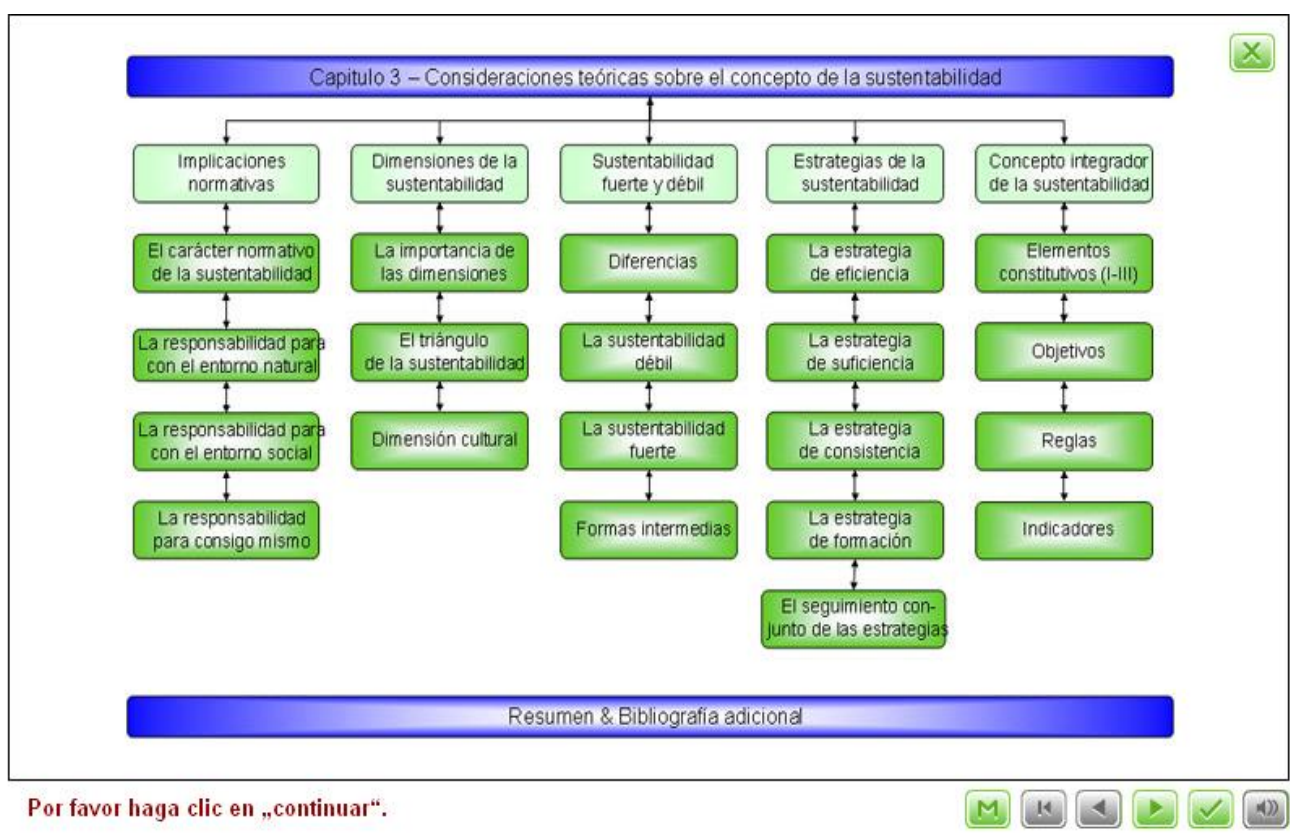 Capitulo 3 – Consideraciones teóricas sobre el concepto de la sustentabilidad
Implicaciones
normativas
El carácter normativo
de la sustentabilidad
La responsabilidad para
con el entorno natural
La responsabilidad para
con el entorno social
La responsabilidad
para consigo mismo
Dimensiones de la
sustentabilidad
La importancia de
las dimensiones
El triángulo
de la sustentabilidad
Dimensión cultural
Sustentabilidad
fuerte y débil
Diferencias
La sustentabilidad
débil
La sustentabilidad
fuerte
Formas intermedias
Estrategias de la
sustentabilidad
La estrategia
de eficiencia
La estrategia
de suficiencia
La estrategia
de consistencia
La estrategia
de formación
El seguimiento con-
junto de las estrategias
Concepto integrador
de la sustentabilidad
Elementos
constitutivos (I-III)
Objetivos
Reglas
Indicadores
Resumen & Bibliografía adicional
Por favor haga clic en „continuar“.
M